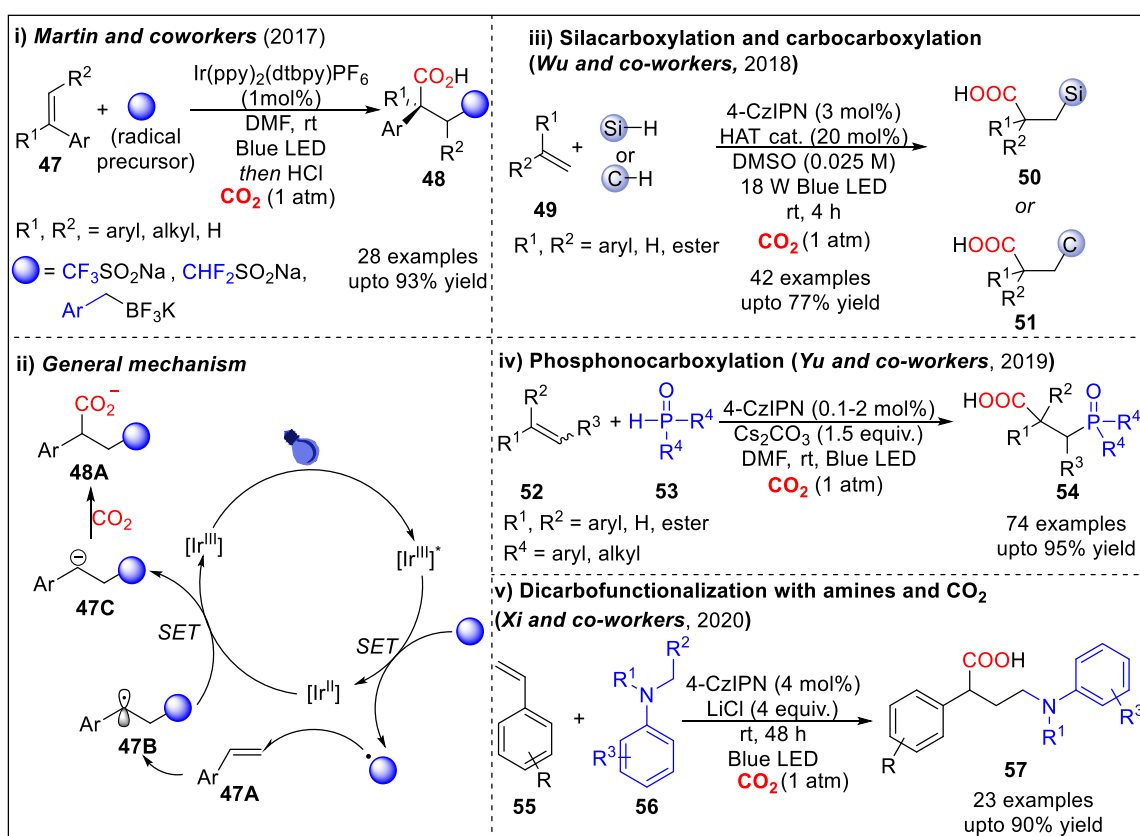 i) Martin and coworkers (2017)
R²
R¹
Ar
47
+
(radical
precursor)
Ir(ppy)₂(dtbpy)PF₆
(1mol%)
DMF, rt
Blue LED
then HCl
CO₂ (1 atm)
CO₂H
R¹
Ar
R²
48
R¹, R², = aryl, alkyl, H
= CF₃SO₂Na , CHF₂SO₂Na,
Ar BF₃K
28 examples
upto 93% yield
ii) General mechanism
CO₂⁻
Ar
48A
CO₂
⊖
Ar
47C
[Irᴵᴵᴵ]
[Irᴵᴵᴵ]*
SET
SET
[Irᴵᴵ]
Ar
47B
Ar
47A
iii) Silacarboxylation and carbocarboxylation
(Wu and co-workers, 2018)
R¹
R²
49
+
Si—H
or
C—H
4-CzIPN (3 mol%)
HAT cat. (20 mol%)
DMSO (0.025 M)
18 W Blue LED
rt, 4 h
CO₂ (1 atm)
HOOC
Si
R¹
R²
50
or
HOOC
C
R¹
R²
51
R¹, R² = aryl, H, ester
42 examples
upto 77% yield
iv) Phosphonocarboxylation (Yu and co-workers, 2019)
R²
R¹
R³
52
+
O
H—P—R⁴
R⁴
53
4-CzIPN (0.1-2 mol%)
Cs₂CO₃ (1.5 equiv.)
DMF, rt, Blue LED
CO₂ (1 atm)
HOOC
R²
O
P
R⁴
R⁴
R¹
R³
54
R¹, R² = aryl, H, ester
R⁴ = aryl, alkyl
74 examples
upto 95% yield
v) Dicarbofunctionalization with amines and CO₂
(Xi and co-workers, 2020)
R
55
+
R²
R¹
N
R³
56
4-CzIPN (4 mol%)
LiCl (4 equiv.)
rt, 48 h
Blue LED
CO₂ (1 atm)
COOH
N
R¹
R³
R
57
23 examples
upto 90% yield